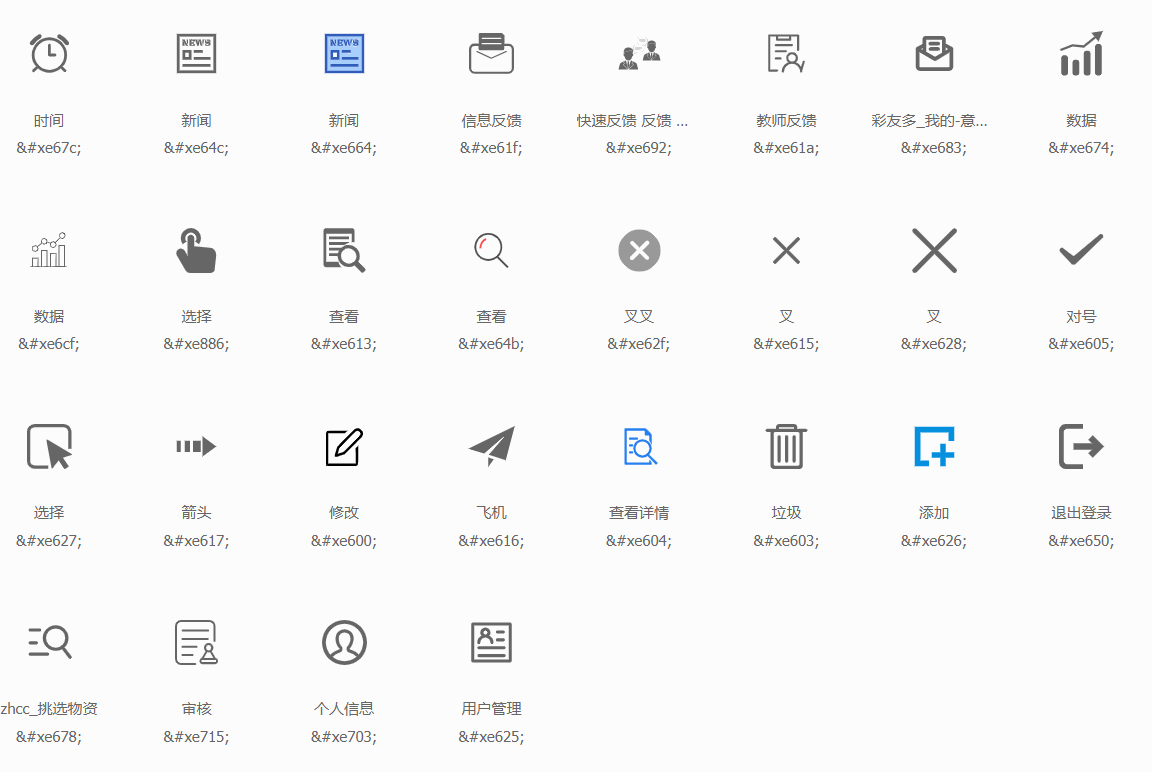 NEWS NEWS
时间 新闻 新闻 信息反馈 快速反馈 反馈 ... 教师反馈 彩友多_我的-意... 数据
&#xe67c; &#xe64c; &#xe664; &#xe61f; &#xe692; &#xe61a; &#xe683; &#xe674;
数据 选择 查看 查看 叉叉 叉 叉 对号
&#xe6cf; &#xe886; &#xe613; &#xe64b; &#xe62f; &#xe615; &#xe628; &#xe605;
选择 箭头 修改 飞机 查看详情 垃圾 添加 退出登录
&#xe627; &#xe617; &#xe600; &#xe616; &#xe604; &#xe603; &#xe626; &#xe650;
zhcc_挑选物资 审核 个人信息 用户管理
&#xe678; &#xe715; &#xe703; &#xe625;